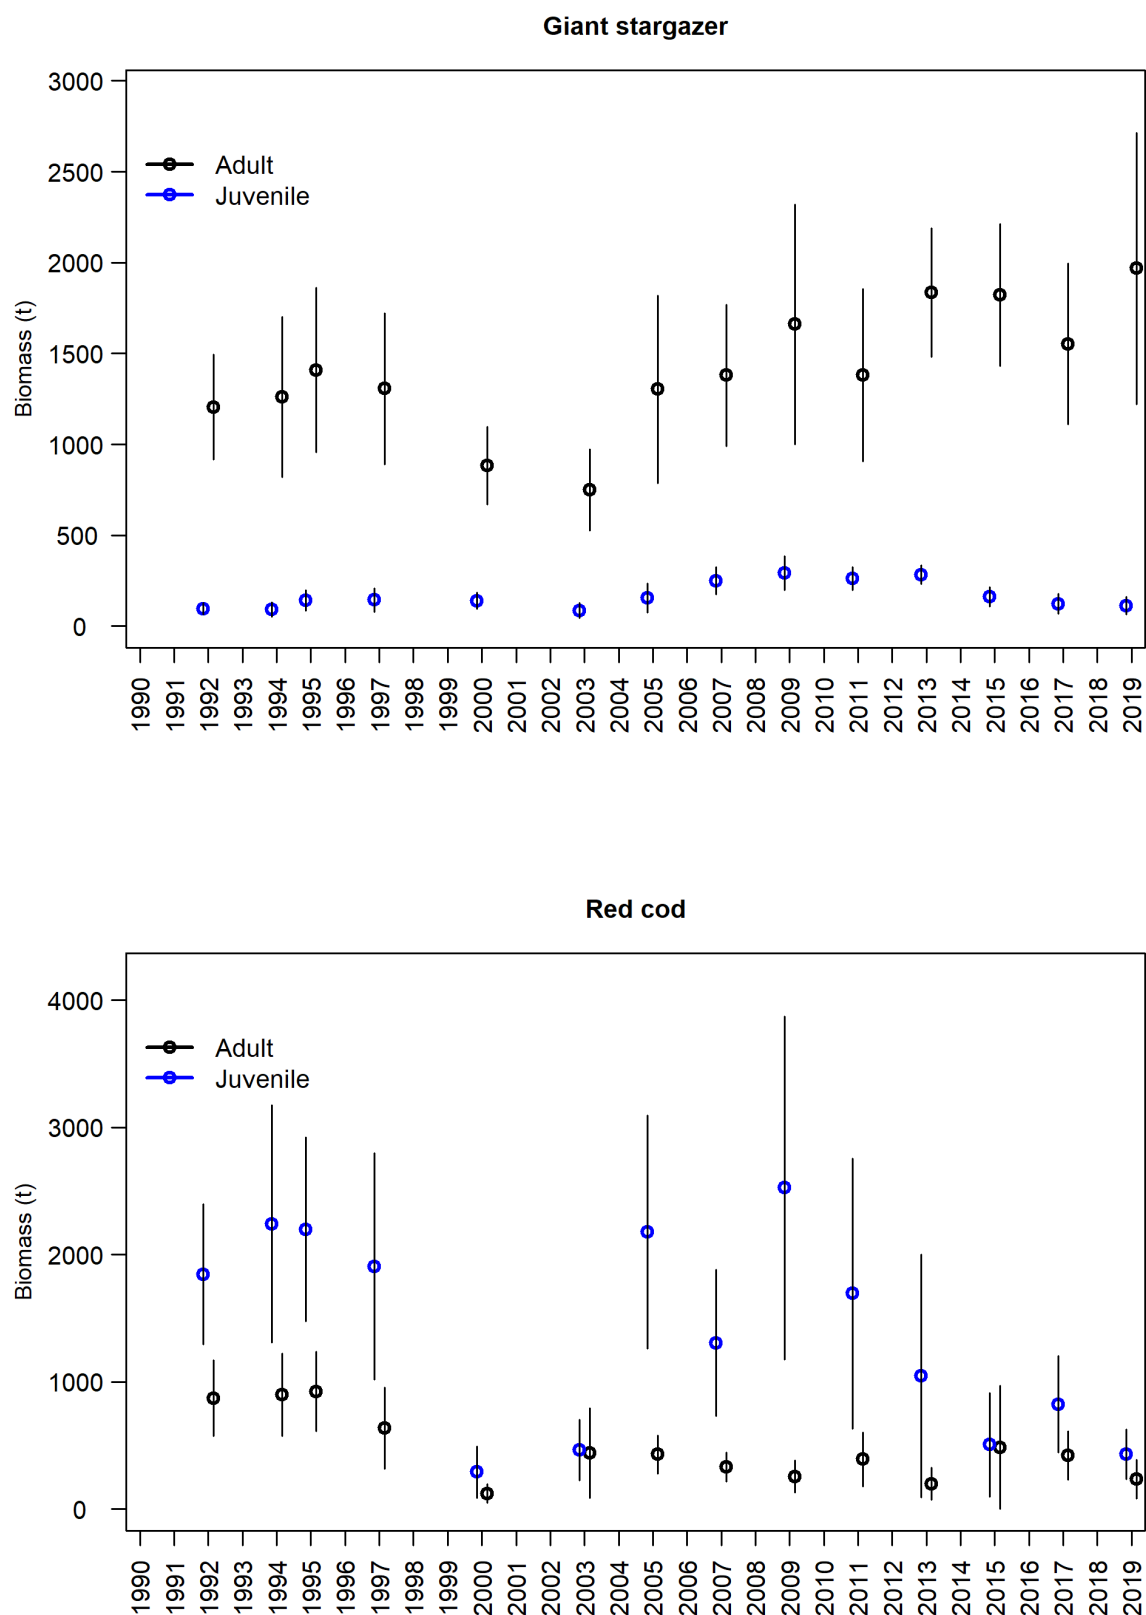 Giant stargazer
3000
2500
2000
1500
1000
500
0
Biomass (t)
Adult
Juvenile
1990 1991 1992 1993 1994 1995 1996 1997 1998 1999 2000 2001 2002 2003 2004 2005 2006 2007 2008 2009 2010 2011 2012 2013 2014 2015 2016 2017 2018 2019
Red cod
4000
3000
2000
1000
0
Biomass (t)
Adult
Juvenile
1990 1991 1992 1993 1994 1995 1996 1997 1998 1999 2000 2001 2002 2003 2004 2005 2006 2007 2008 2009 2010 2011 2012 2013 2014 2015 2016 2017 2018 2019